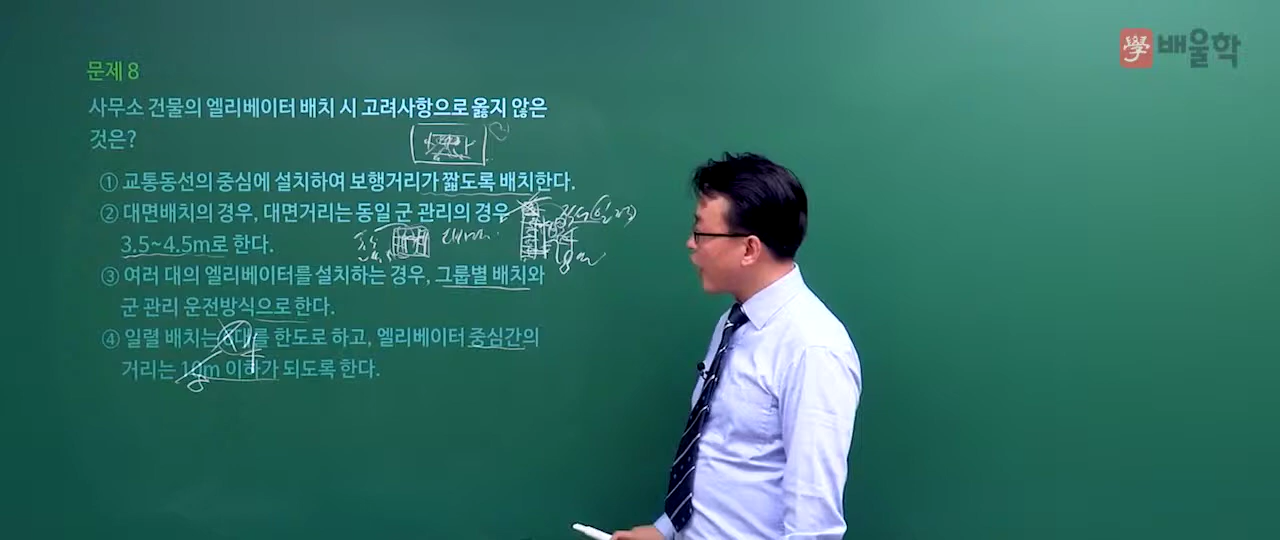 學 배울학
문제 8
사무소 건물의 엘리베이터 배치 시 고려사항으로 옳지 않은
것은?
① 교통동선의 중심에 설치하여 보행거리가 짧도록 배치한다.
② 대면배치의 경우, 대면거리는 동일 군 관리의 경우
3.5~4.5m로 한다.
③ 여러 대의 엘리베이터를 설치하는 경우, 그룹별 배치와
군 관리 운전방식으로 한다.
④ 일렬 배치는 대를 한도로 하고, 엘리베이터 중심간의
거리는 10m 이하가 되도록 한다.
4
8
8m